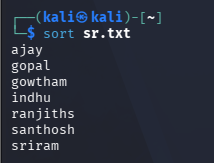 ┌──(kali㉿kali)-[~]
└─$ sort sr.txt
ajay
gopal
gowtham
indhu
ranjiths
santhosh
sriram